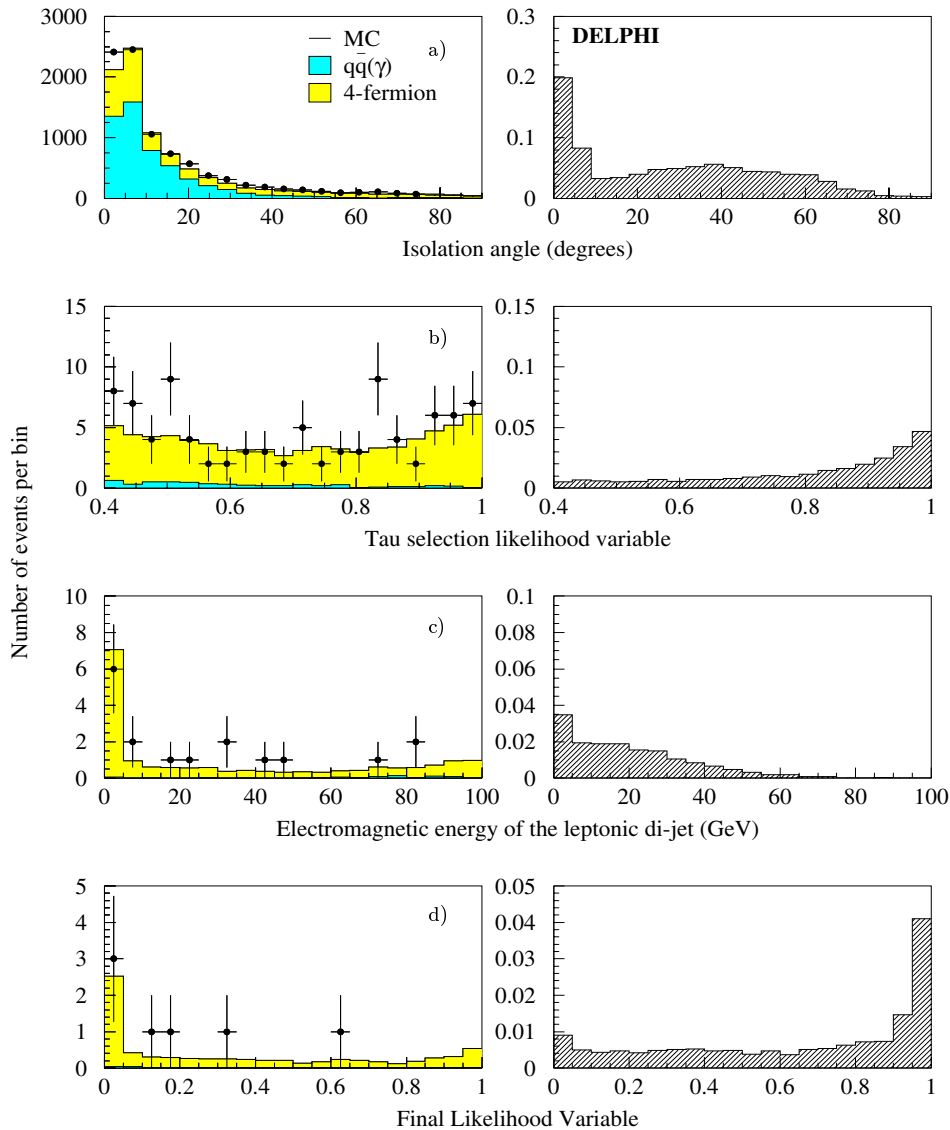 3000
2000
1000
0
MC
qq̄(γ)
4-fermion
a)
0 20 40 60 80
0.3
0.2
0.1
0
DELPHI
0 20 40 60 80
Isolation angle (degrees)
Number of events per bin
15
10
5
0
b)
0.4 0.6 0.8 1
0.15
0.1
0.05
0
0.4 0.6 0.8 1
Tau selection likelihood variable
10
8
6
4
2
0
c)
0 20 40 60 80 100
0.1
0.08
0.06
0.04
0.02
0
0 20 40 60 80 100
Electromagnetic energy of the leptonic di-jet (GeV)
5
4
3
2
1
0
d)
0 0.2 0.4 0.6 0.8 1
0.05
0.04
0.03
0.02
0.01
0
0 0.2 0.4 0.6 0.8 1
Final Likelihood Variable